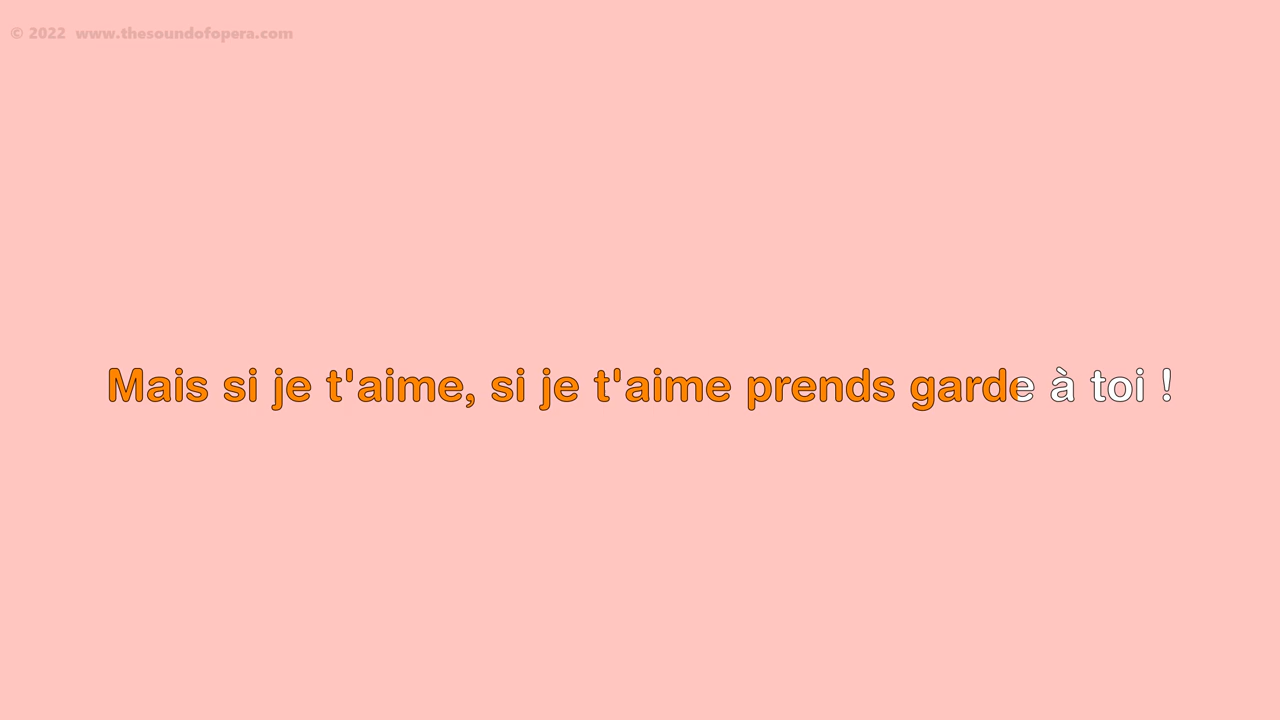 © 2022 www.thesoundofopera.com
Mais si je t'aime, si je t'aime prends garde à toi !